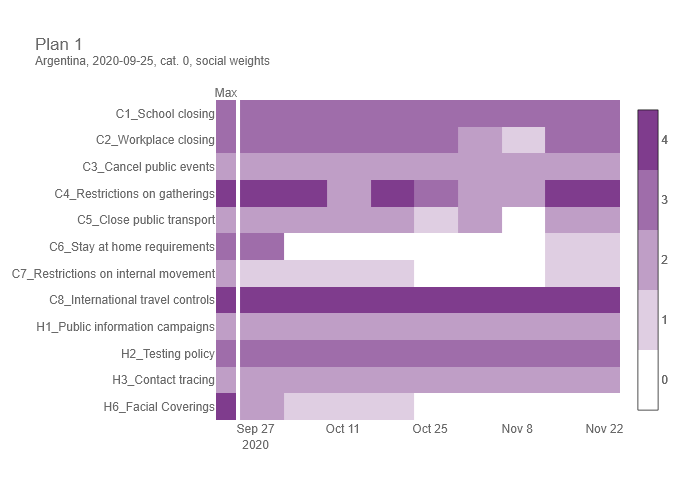 Plan 1
Argentina, 2020-09-25, cat. 0, social weights
Max
C1_School closing
C2_Workplace closing
C3_Cancel public events
C4_Restrictions on gatherings
C5_Close public transport
C6_Stay at home requirements
C7_Restrictions on internal movement
C8_International travel controls
H1_Public information campaigns
H2_Testing policy
H3_Contact tracing
H6_Facial Coverings
Sep 27 Oct 11 Oct 25 Nov 8 Nov 22
2020
4
3
2
1
0